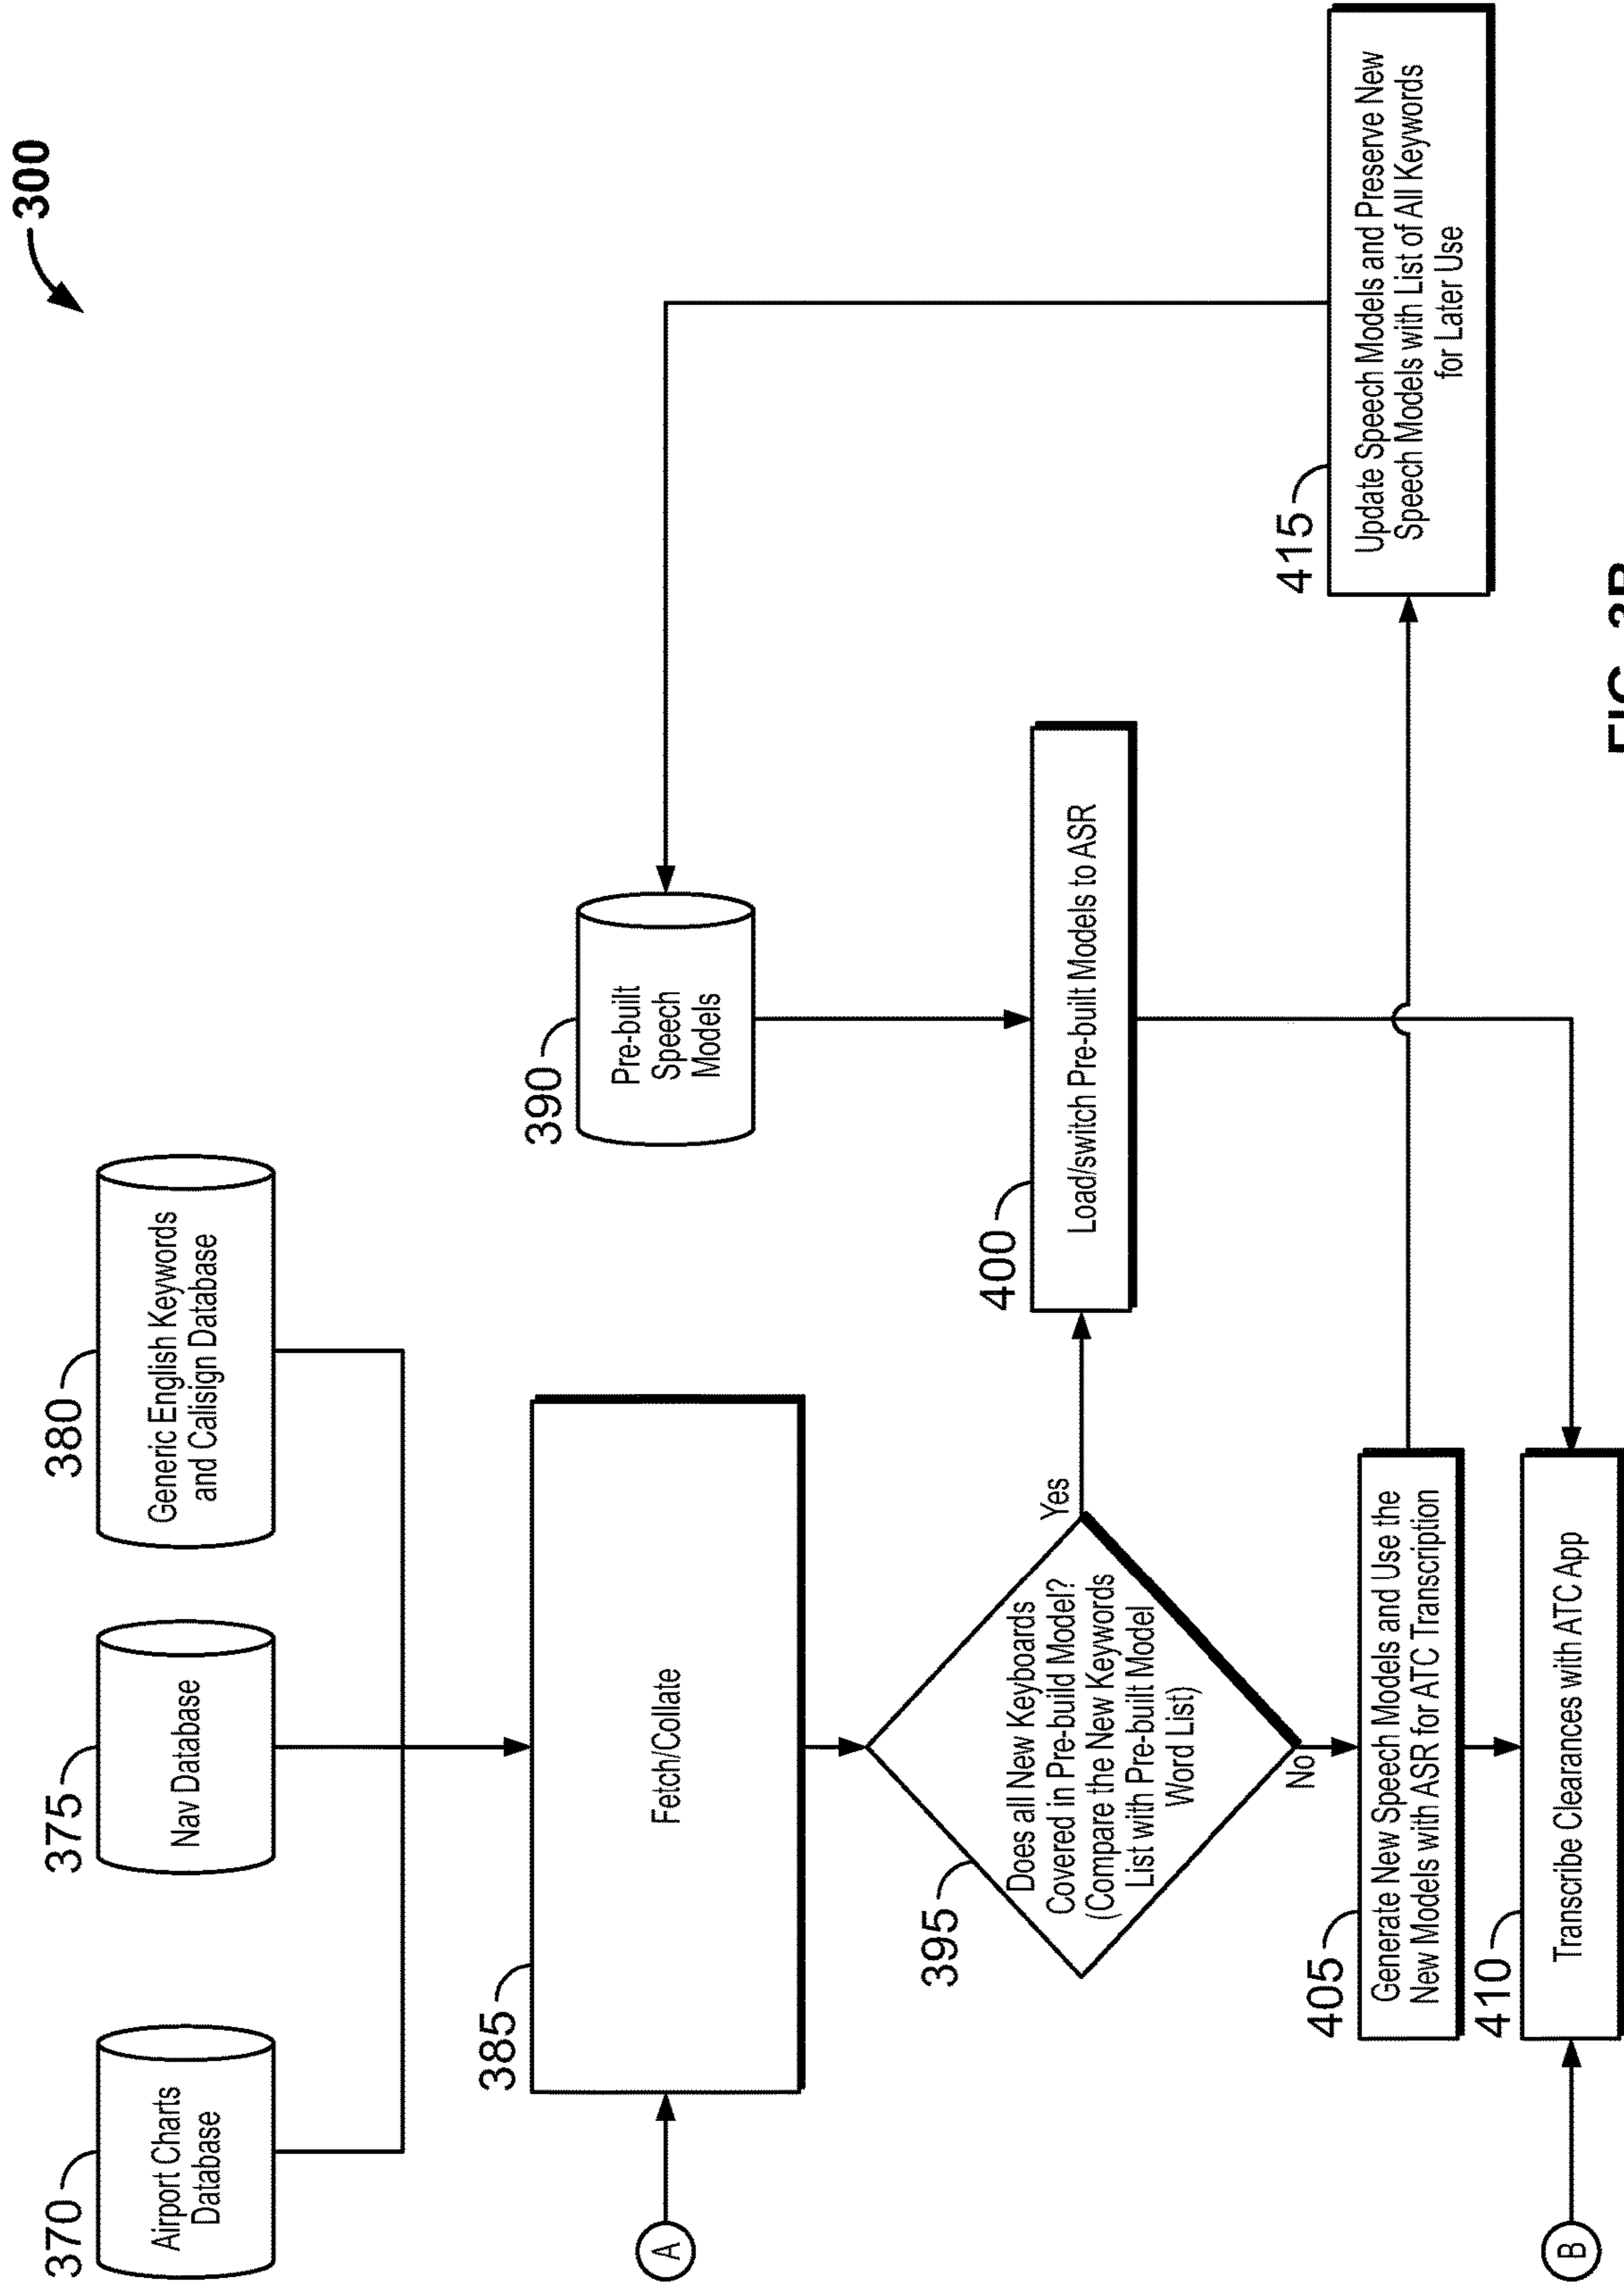 300
370
Airport Charts
Database
375
Nav Database
380
Generic English Keywords
and Callsign Database
385
Fetch/Collate
A
390
Pre-built
Speech
Models
395
Does all New Keyboards
Covered in Pre-build Model?
(Compare the New Keywords
List with Pre-built Model
Word List)
Yes
No
400
Load/switch Pre-built Models to ASR
405
Generate New Speech Models and Use the
New Models with ASR for ATC Transcription
415
Update Speech Models and Preserve New
Speech Models with List of All Keywords
for Later Use
410
Transcribe Clearances with ATC App
B